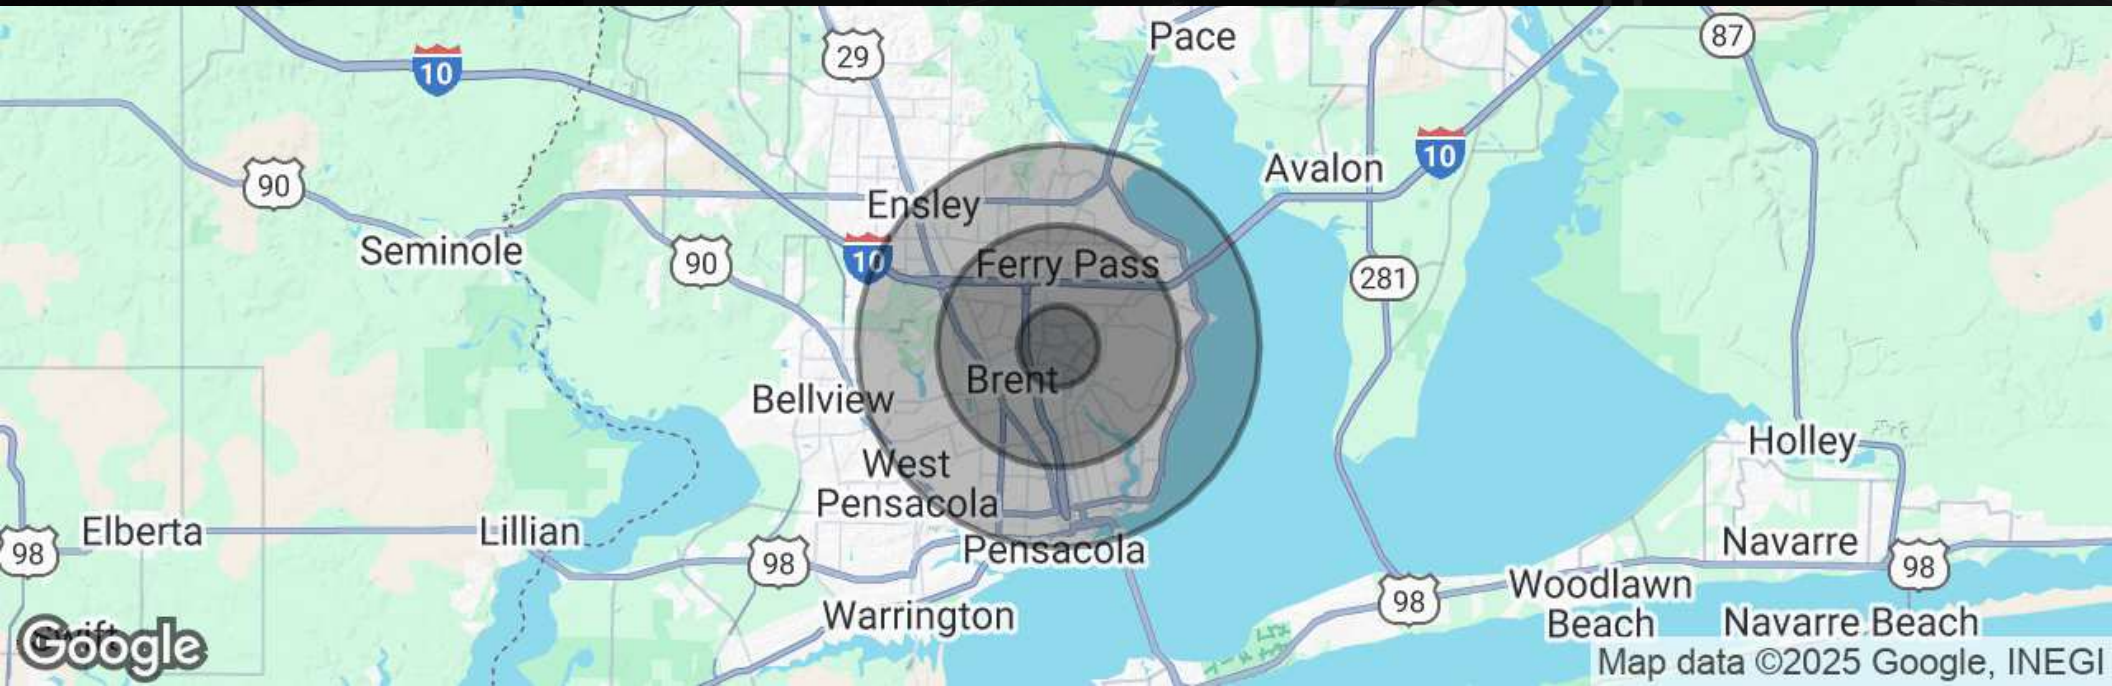 Pace
29
87
10
10
Avalon
90
Ensley
Seminole
90
10
Ferry Pass
281
Brent
Bellview
Holley
West
Pensacola
Elberta
Lillian
Navarre
98
98
Pensacola
98
Woodlawn
Beach
98
Warrington
Navarre Beach
Swift
Google
Map data ©2025 Google, INEGI